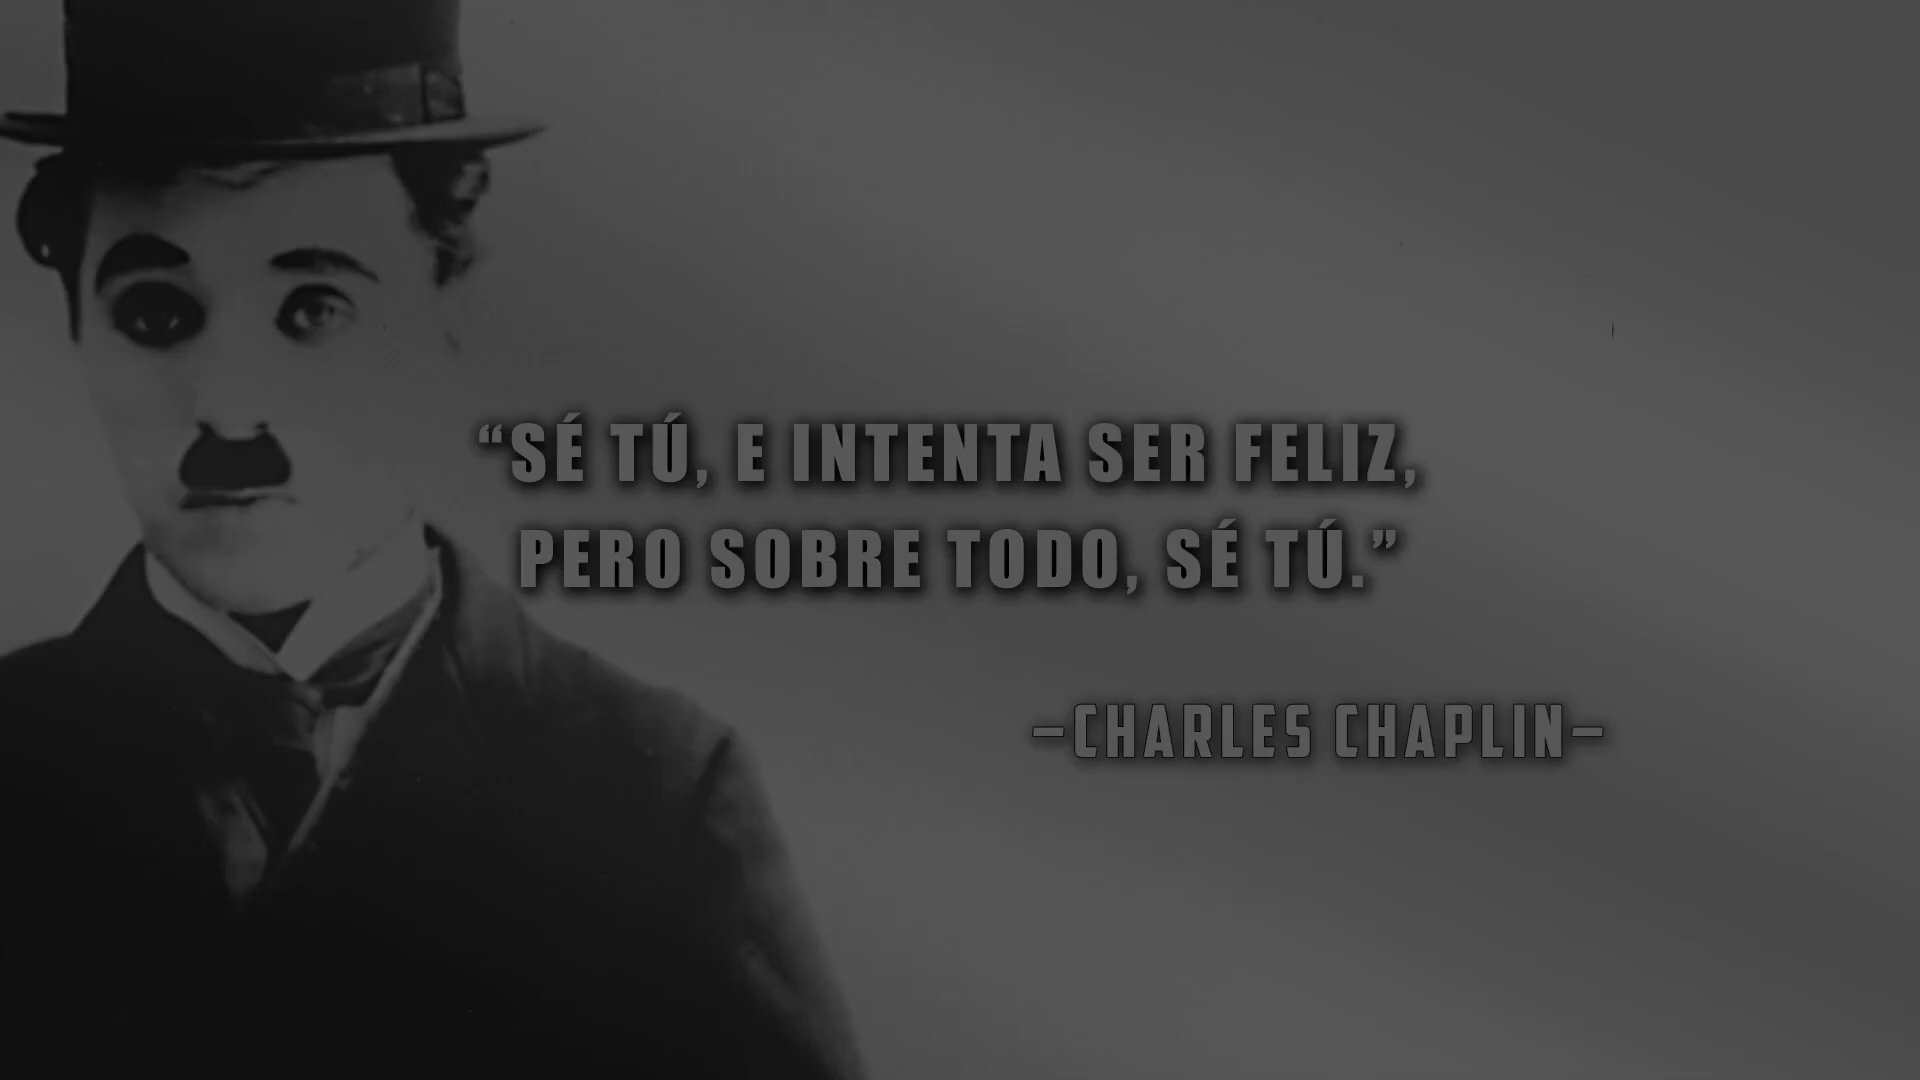 “SÉ TÚ, E INTENTA SER FELIZ,
PERO SOBRE TODO, SÉ TÚ.”
–CHARLES CHAPLIN–